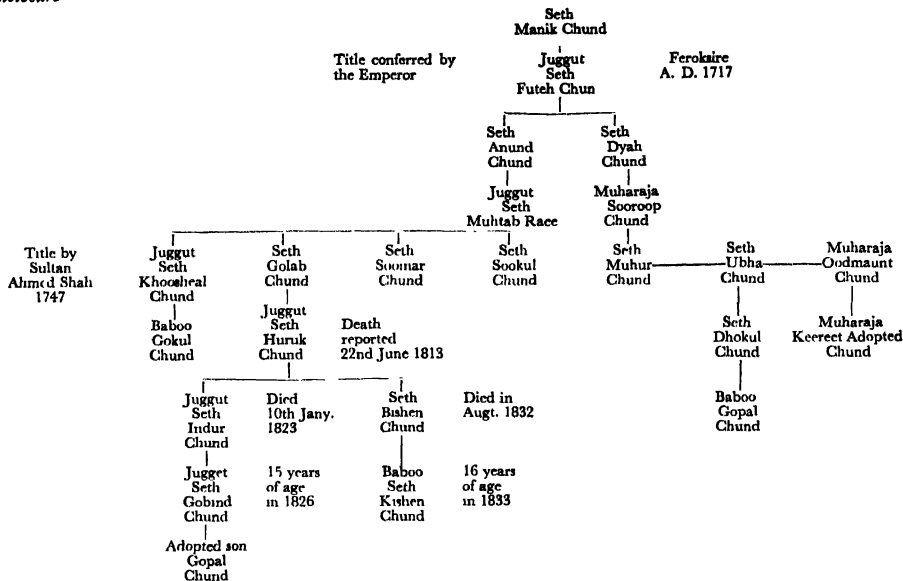 Seth
Manik Chund
Title conferred by
the Emperor
Juggut
Seth
Futeh Chun
Feroksire
A. D. 1717
Seth
Anund
Chund
Seth
Dyah
Chund
Juggut
Seth
Muhtab Raee
Muharaja
Sooroop
Chund
Title by
Sultan
Ahmed Shah
1747
Juggut
Seth
Khoosheal
Chund
Seth
Golab
Chund
Seth
Soomar
Chund
Seth
Sookul
Chund
Seth
Muhur
Chund
Seth
Ubha
Chund
Muharaja
Oodmaunt
Chund
Baboo
Gokul
Chund
Juggut
Seth
Huruk
Chund
Death
reported
22nd June 1813
Seth
Dhokul
Chund
Muharaja
Keereet Adopted
Chund
Juggut
Seth
Indur
Chund
Died
10th Jany.
1823
Seth
Bishen
Chund
Died in
Augt. 1832
Baboo
Gopal
Chund
Jugget
Seth
Gobind
Chund
15 years
of age
in 1826
Baboo
Seth
Kishen
Chund
16 years
of age
in 1833
Adopted son
Gopal
Chund